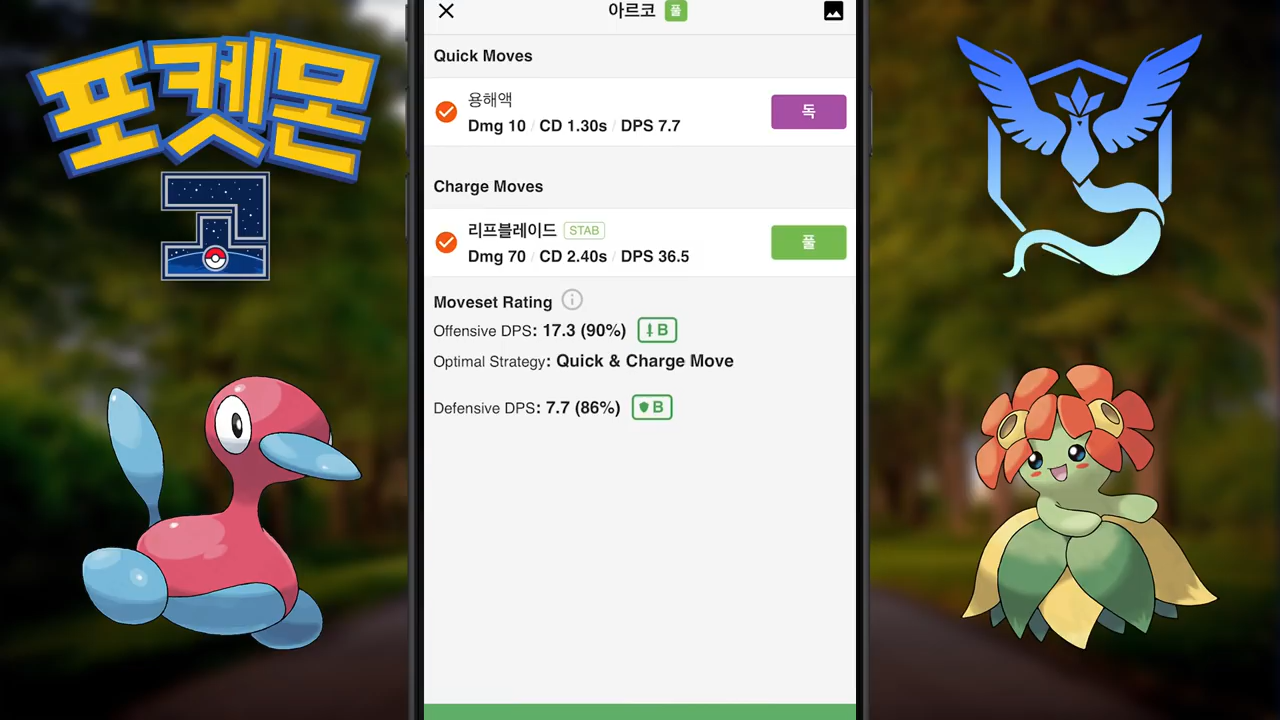 포켓몬
고
아르코 풀
Quick Moves
용해액
Dmg 10 / CD 1.30s / DPS 7.7
독
Charge Moves
리프블레이드 STAB
Dmg 70 / CD 2.40s / DPS 36.5
풀
Moveset Rating
Offensive DPS: 17.3 (90%) B
Optimal Strategy: Quick & Charge Move
Defensive DPS: 7.7 (86%) B